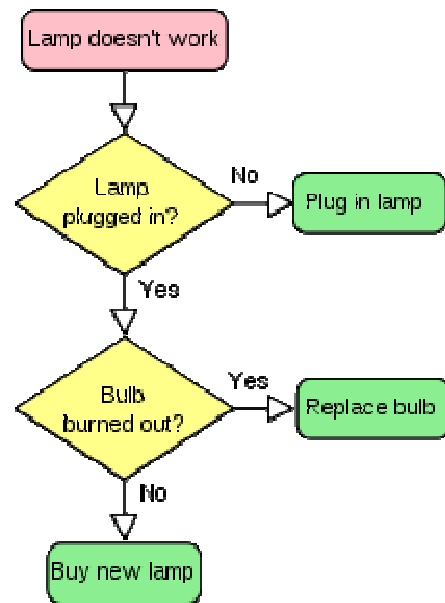 Lamp doesn't work
Lamp
plugged in?
No
Plug in lamp
Yes
Bulb
burned out?
Yes
Replace bulb
No
Buy new lamp